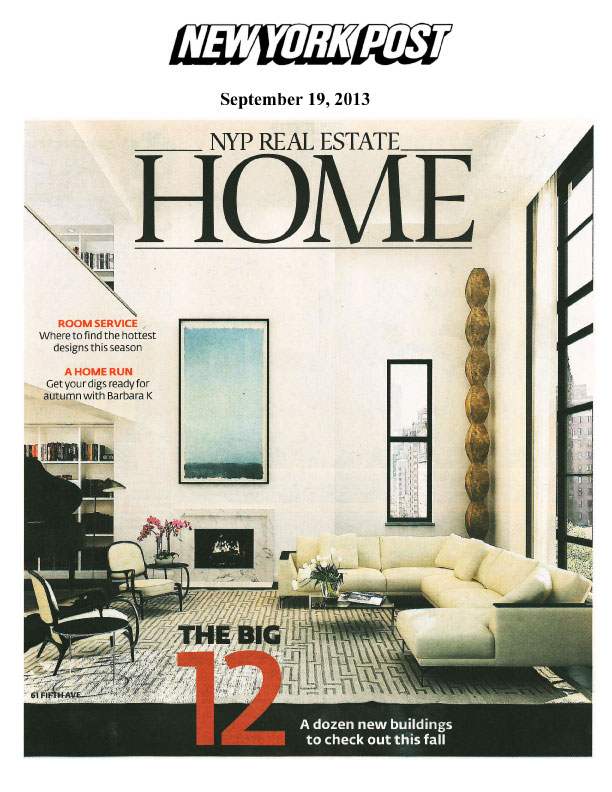 NEW YORK POST
September 19, 2013
NYP REAL ESTATE
HOME
ROOM SERVICE
Where to find the hottest
designs this season
A HOME RUN
Get your digs ready for
autumn with Barbara K
THE BIG
12
61 FIFTH AVE.
A dozen new buildings
to check out this fall